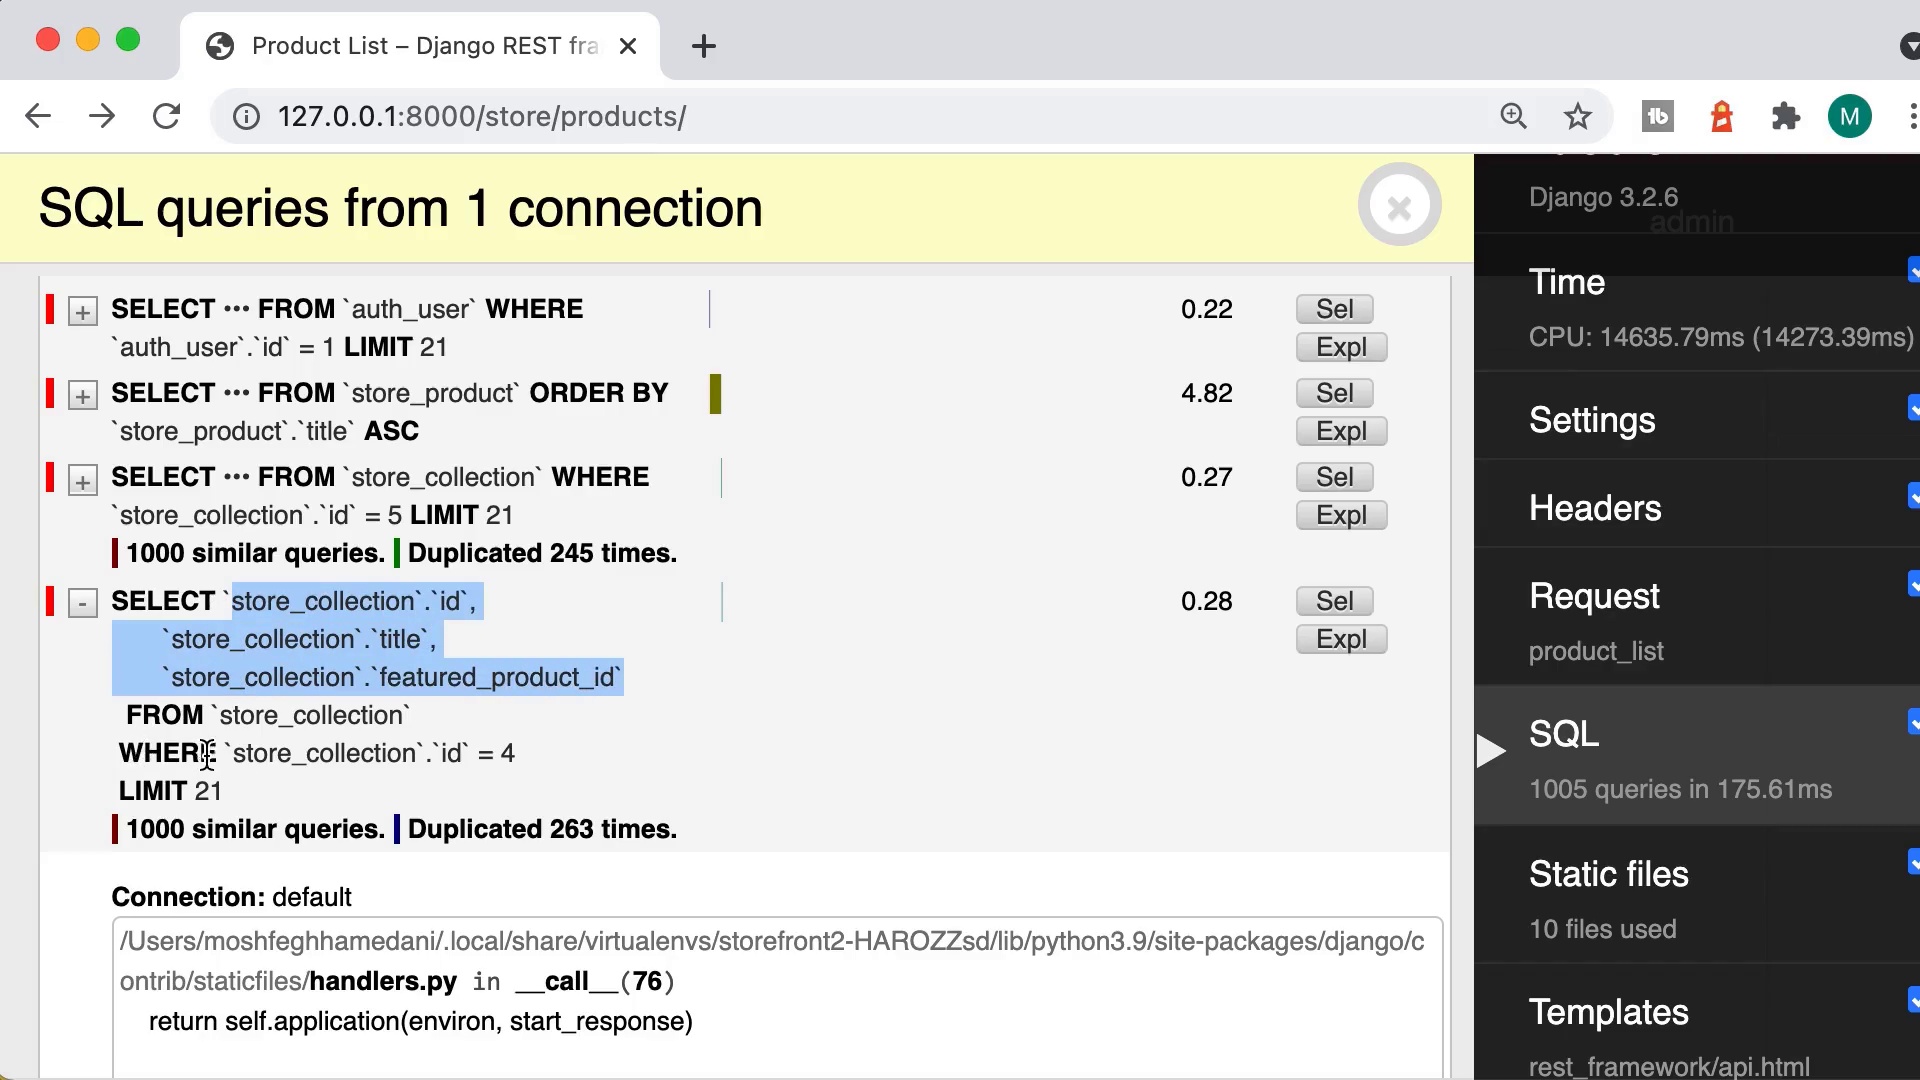 Product List – Django REST fra
127.0.0.1:8000/store/products/
M
SQL queries from 1 connection
+ SELECT ••• FROM `auth_user` WHERE
`auth_user`.`id` = 1 LIMIT 21
0.22
Sel
Expl
+ SELECT ••• FROM `store_product` ORDER BY
`store_product`.`title` ASC
4.82
Sel
Expl
+ SELECT ••• FROM `store_collection` WHERE
`store_collection`.`id` = 5 LIMIT 21
1000 similar queries. Duplicated 245 times.
0.27
Sel
Expl
- SELECT `store_collection`.`id`,
`store_collection`.`title`,
`store_collection`.`featured_product_id`
FROM `store_collection`
WHERE `store_collection`.`id` = 4
LIMIT 21
1000 similar queries. Duplicated 263 times.
0.28
Sel
Expl
Connection: default
/Users/moshfeghhamedani/.local/share/virtualenvs/storefront2-HAROZZsd/lib/python3.9/site-packages/django/c
ontrib/staticfiles/handlers.py in __call__(76)
return self.application(environ, start_response)
Django 3.2.6
admin
Time
CPU: 14635.79ms (14273.39ms)
Settings
Headers
Request
product_list
SQL
1005 queries in 175.61ms
Static files
10 files used
Templates
rest_framework/api.html